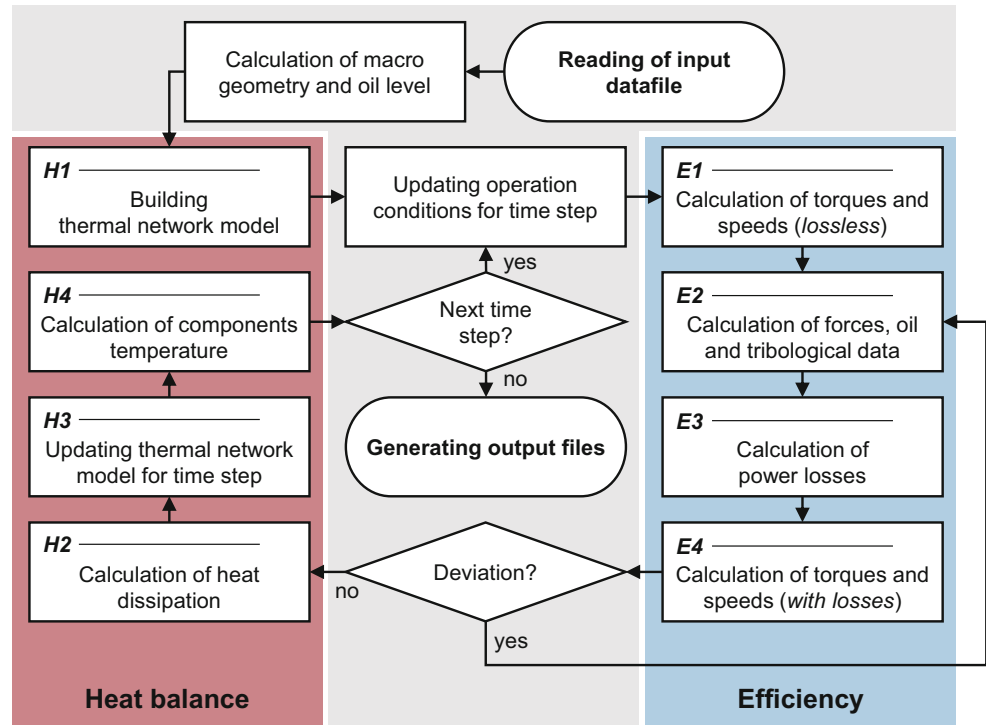 Calculation of macro
geometry and oil level
Reading of input
datafile
H1
Building
thermal network model
Updating operation
conditions for time step
E1
Calculation of torques and
speeds (lossless)
yes
H4
Calculation of components
temperature
Next time
step?
E2
Calculation of forces, oil
and tribological data
no
H3
Updating thermal network
model for time step
Generating output files
E3
Calculation of
power losses
H2
Calculation of heat
dissipation
no
Deviation?
E4
Calculation of torques and
speeds (with losses)
yes
Heat balance
Efficiency